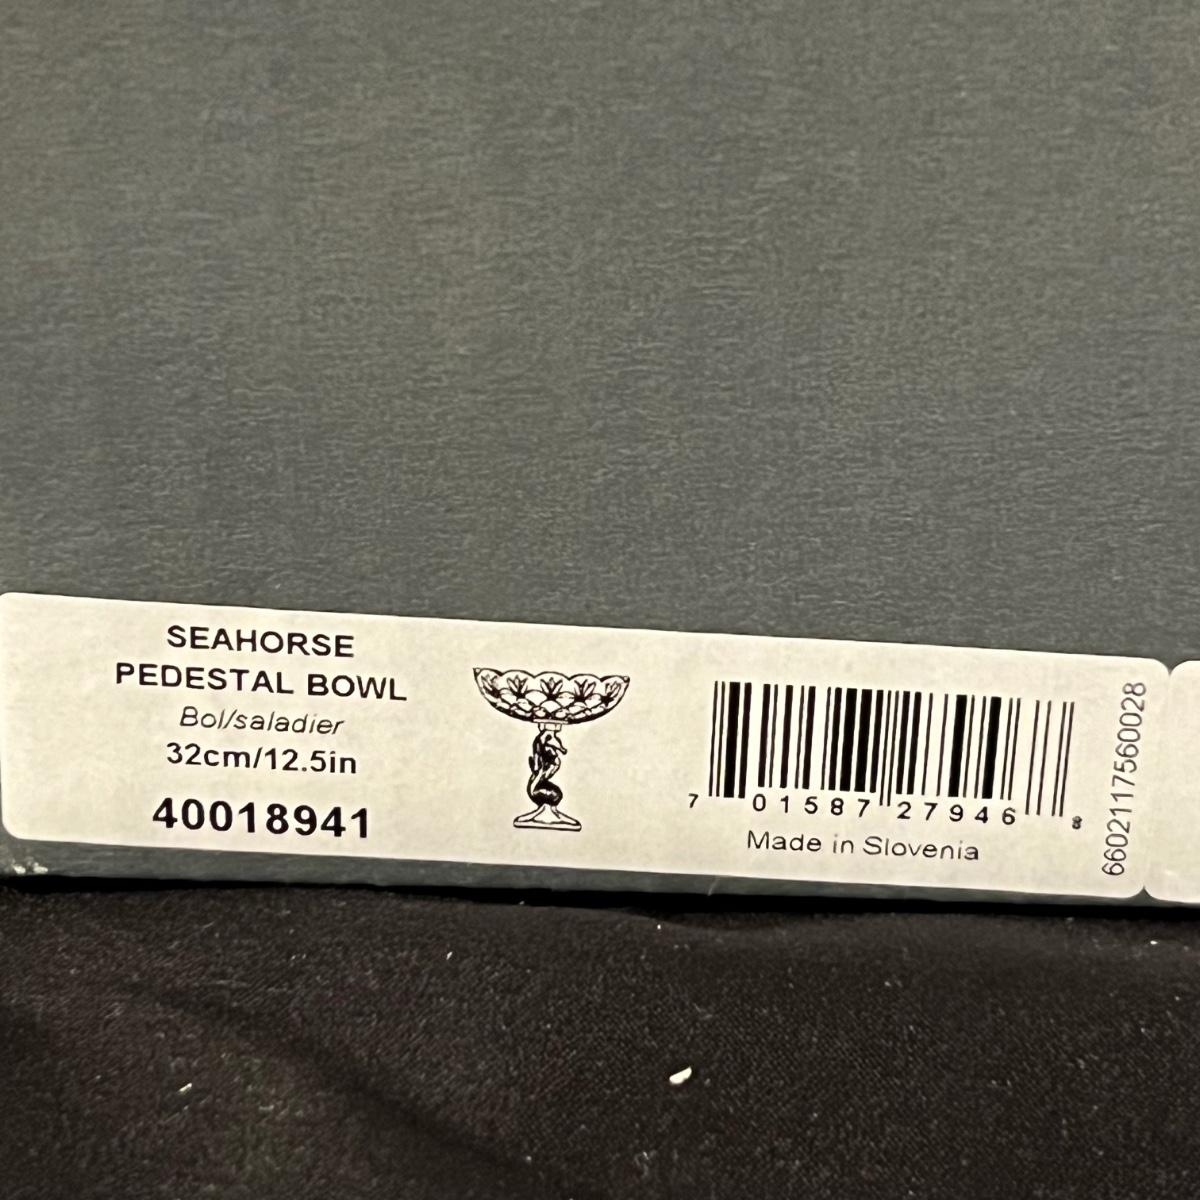 SEAHORSE
PEDESTAL BOWL
Bol/saladier
32cm/12.5in
40018941
7 01587 27946 8
Made in Slovenia
6602117560028